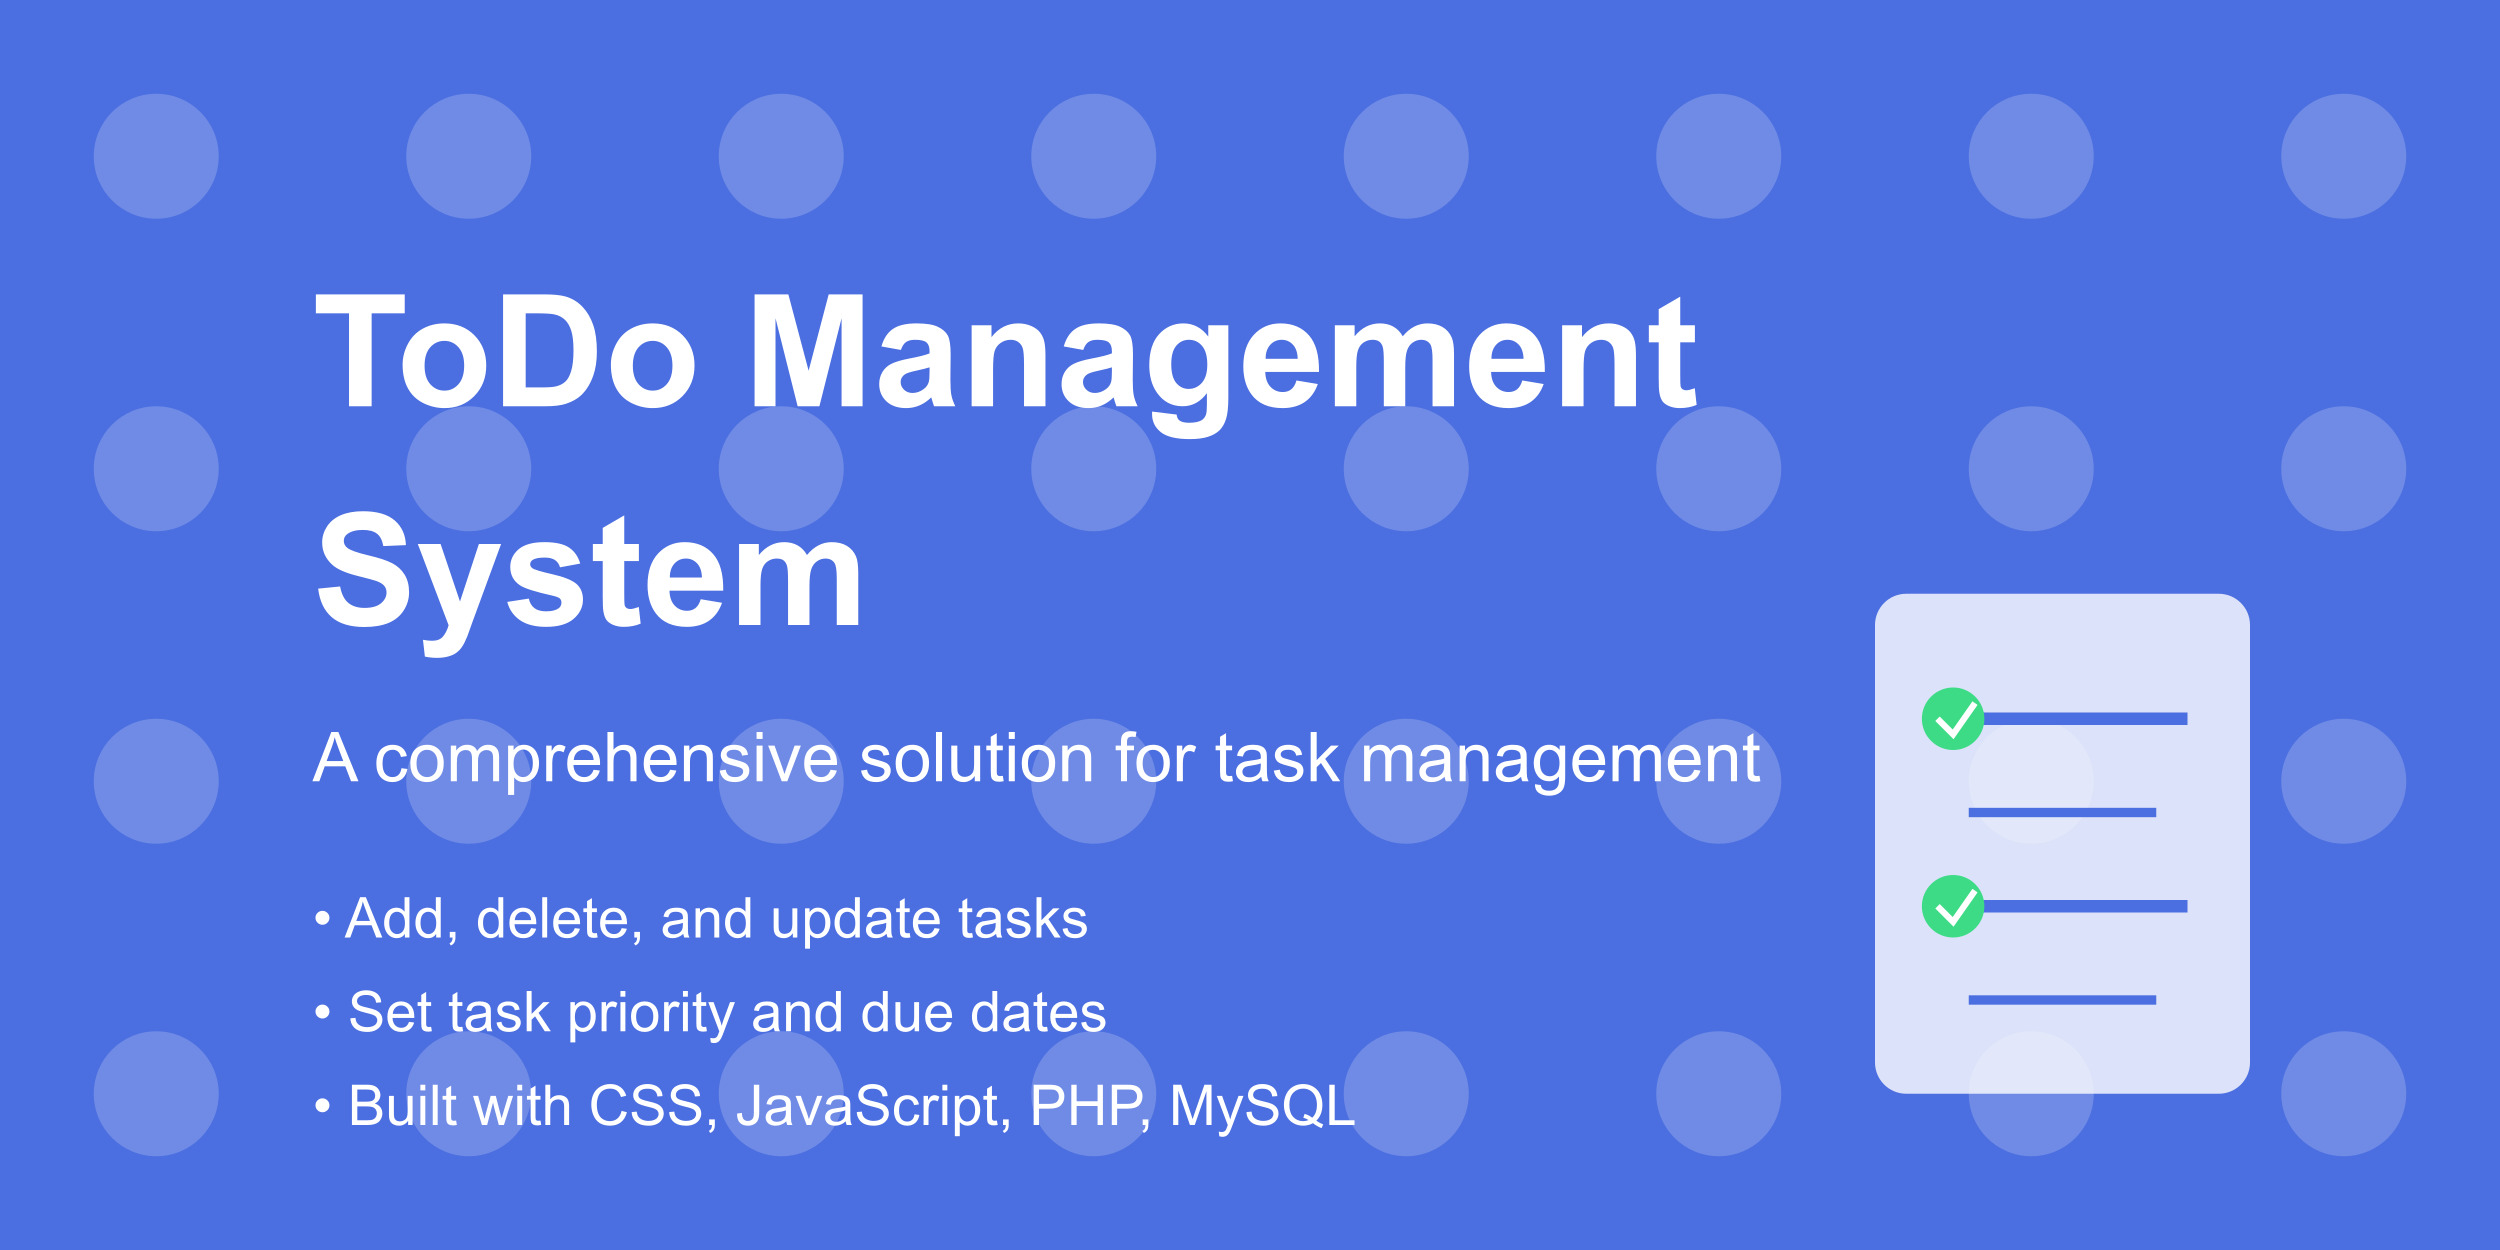 ToDo Management
System
A comprehensive solution for task management
• Add, delete, and update tasks
• Set task priority and due dates
• Built with CSS, JavaScript, PHP, MySQL